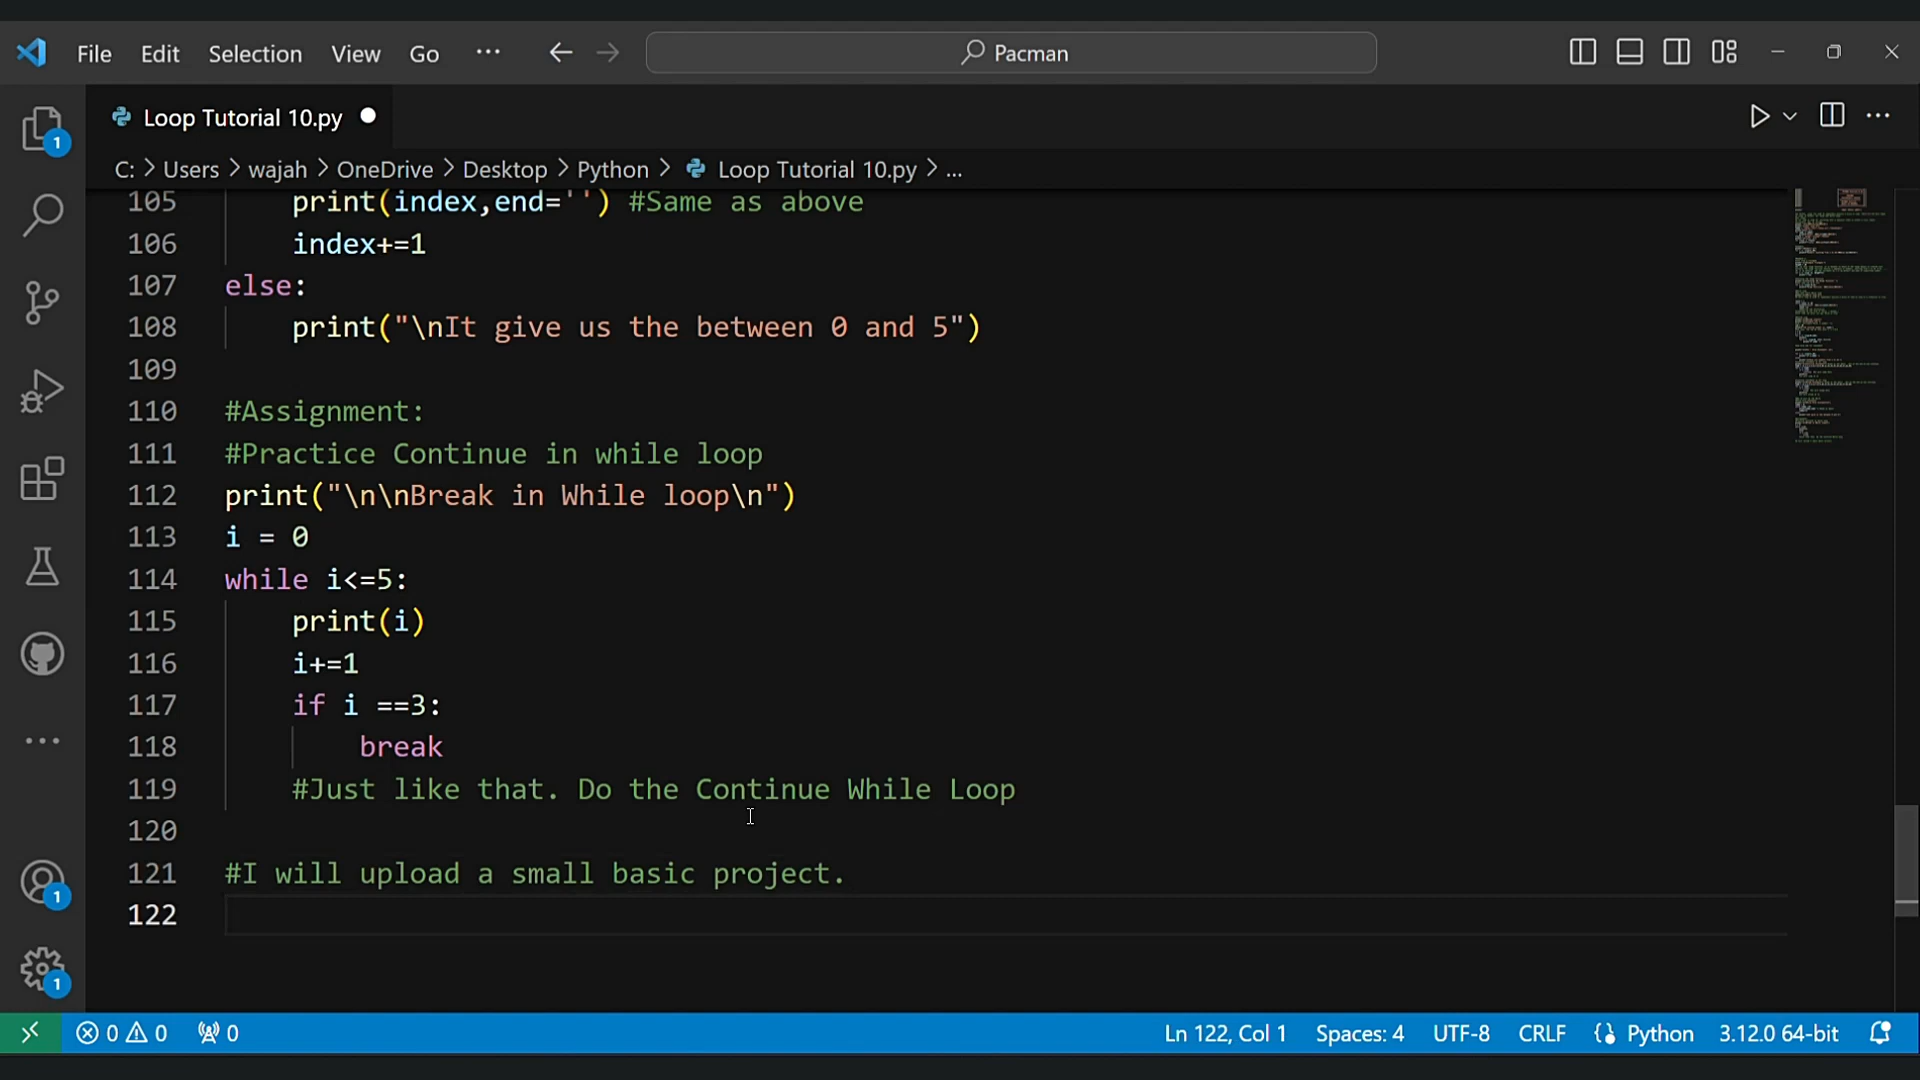 File Edit Selection View Go ··· Pacman
Loop Tutorial 10.py
C: > Users > wajah > OneDrive > Desktop > Python > Loop Tutorial 10.py > ...
105 print(index,end='') #Same as above
106 index+=1
107 else:
108 print("\nIt give us the between 0 and 5")
109
110 #Assignment:
111 #Practice Continue in while loop
112 print("\n\nBreak in While loop\n")
113 i = 0
114 while i<=5:
115 print(i)
116 i+=1
117 if i ==3:
118 break
119 #Just like that. Do the Continue While Loop
120
121 #I will upload a small basic project.
122
1
1
1
0 0 0 Ln 122, Col 1 Spaces: 4 UTF-8 CRLF Python 3.12.0 64-bit